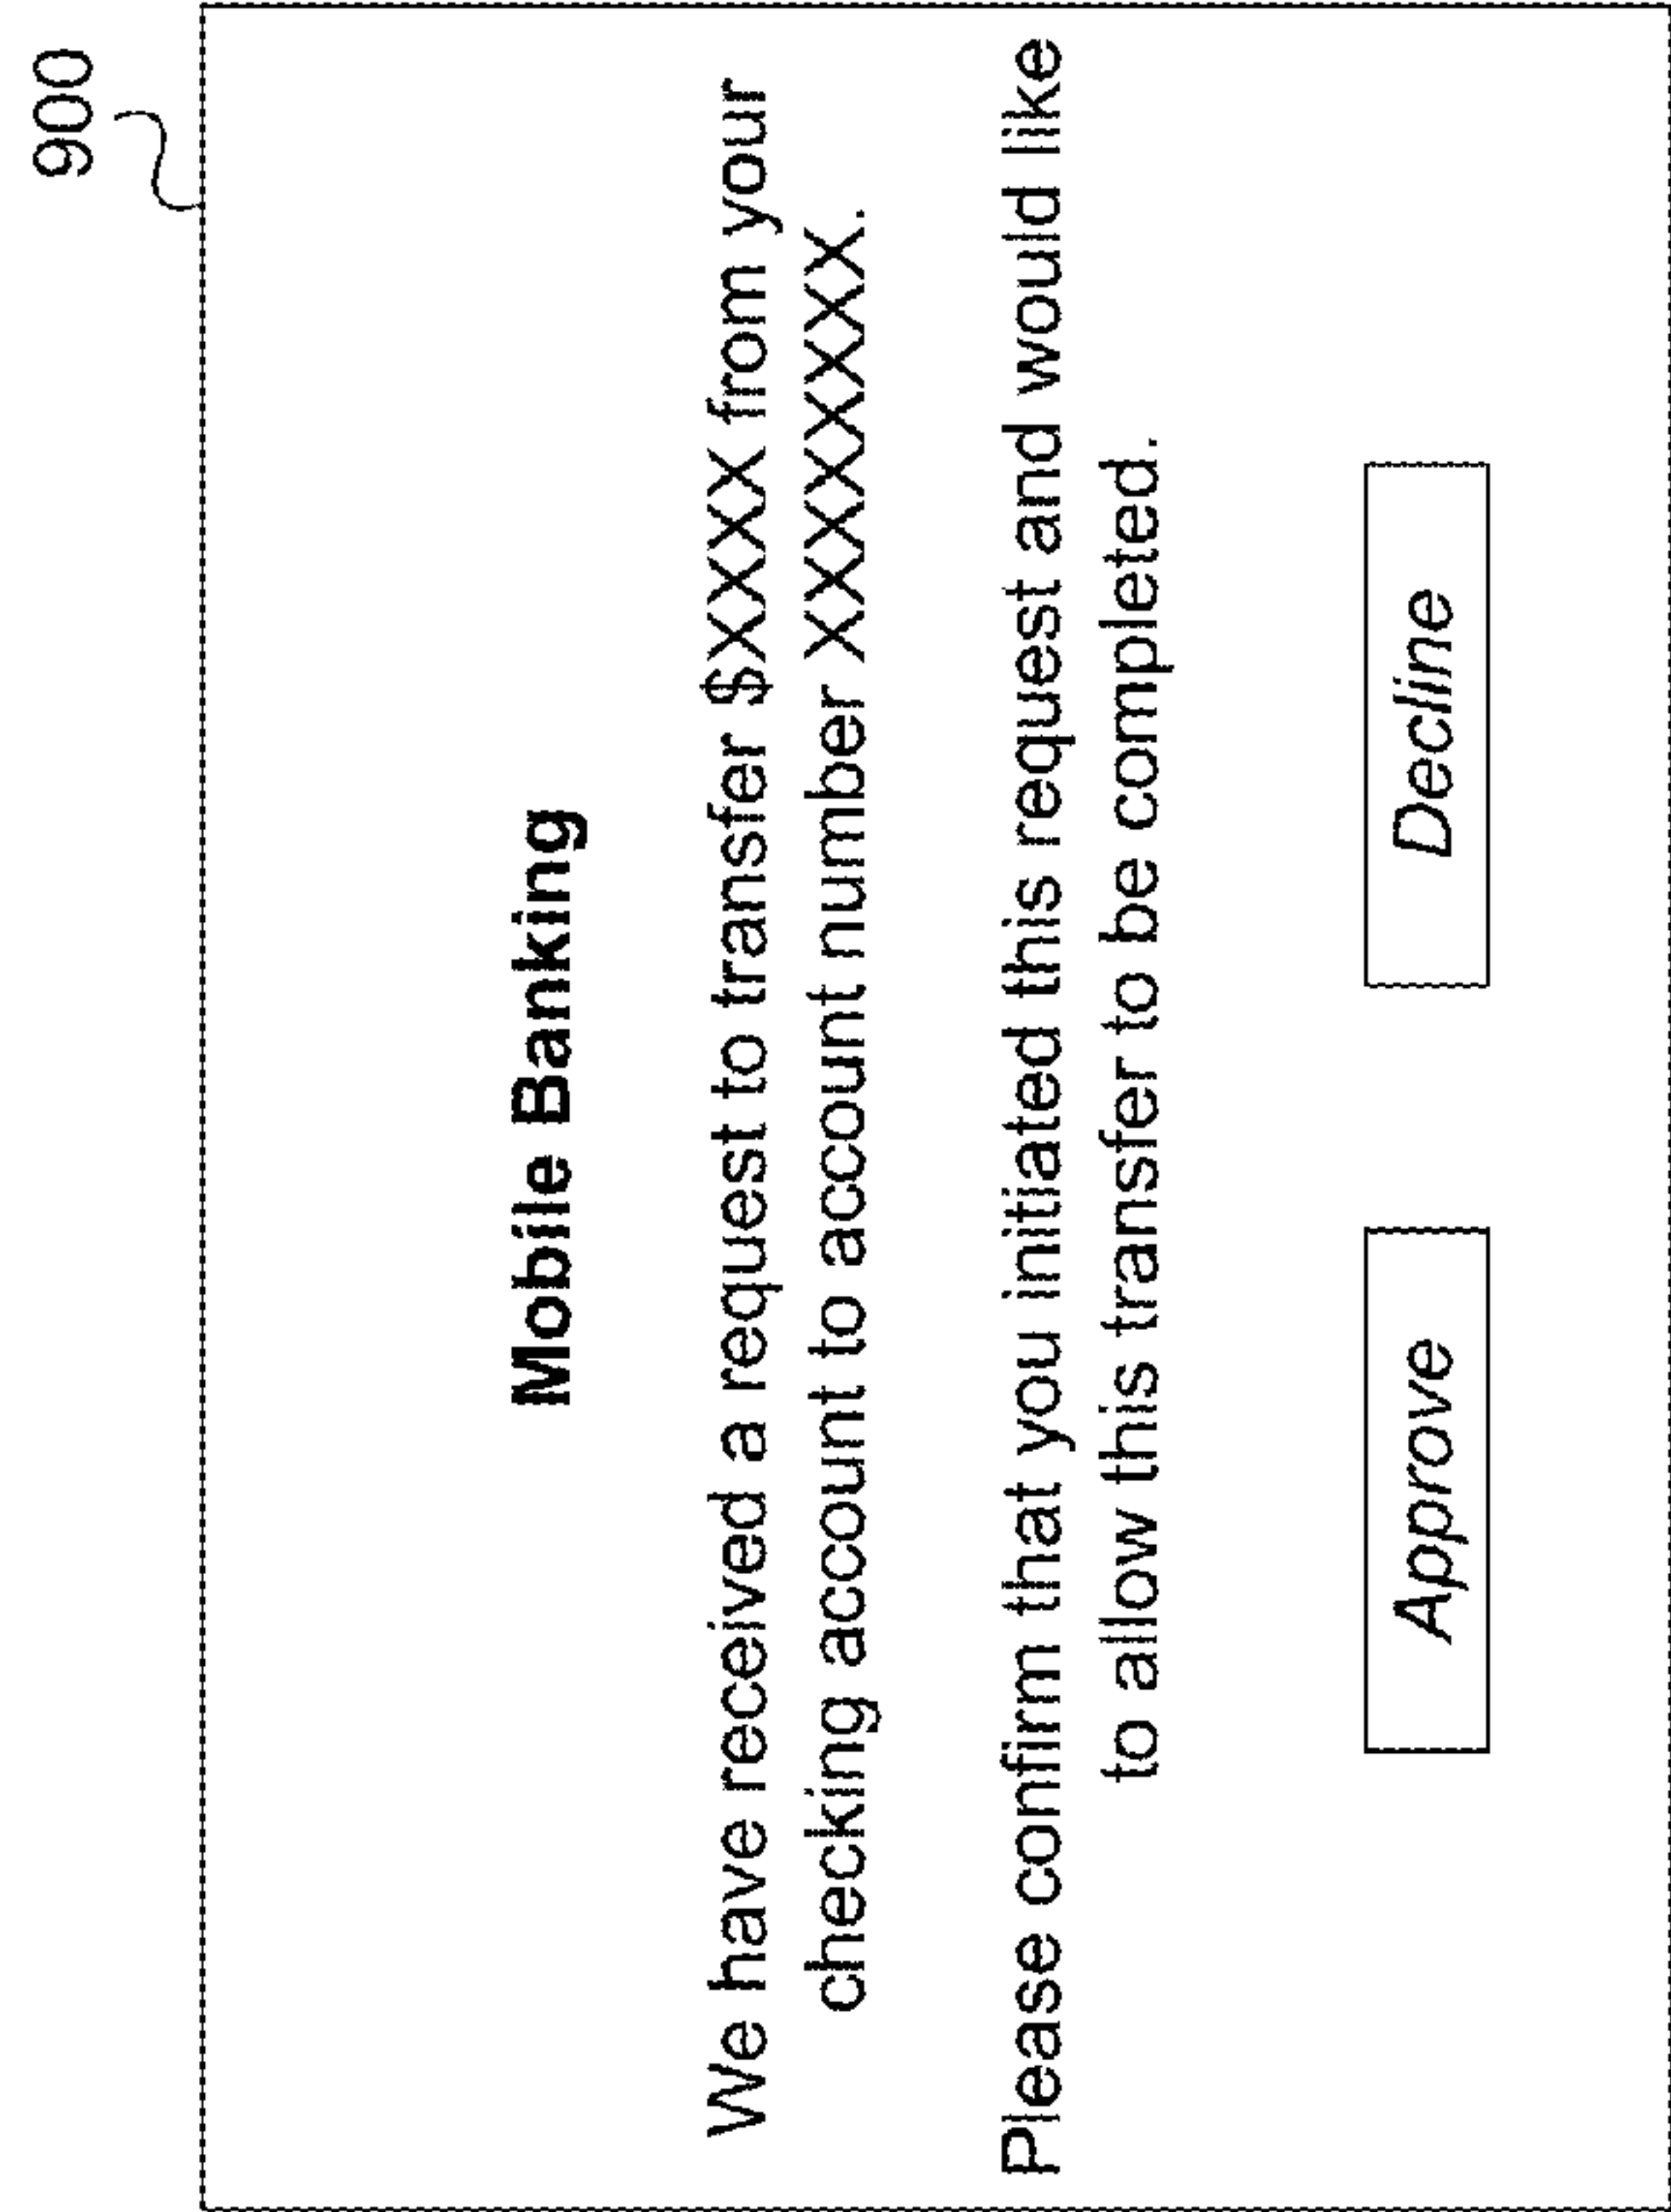 900
Mobile Banking
We have received a request to transfer $XXXX from your
checking account to account number XXXXXXXX.
Please confirm that you initiated this request and would like
to allow this transfer to be completed.
Approve
Decline